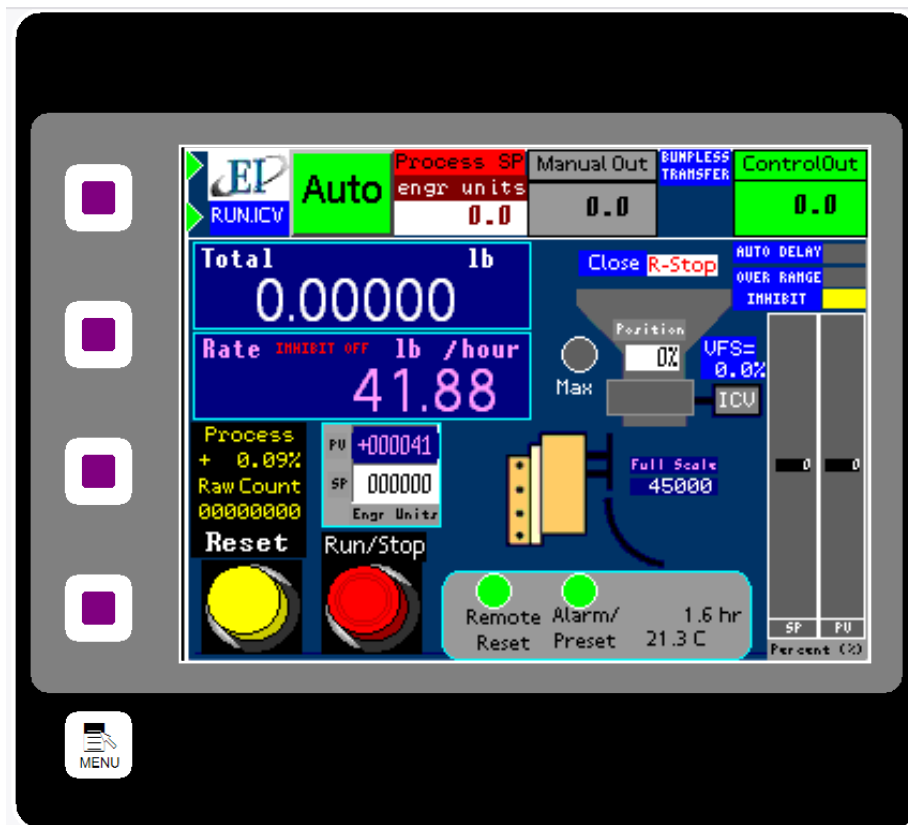 EIP
RUN.ICV
Auto
Process SP
engr units
0.0
Manual Out
0.0
BUMPLESS
TRANSFER
ControlOut
0.0
Total lb
0.00000
Close R-Stop
AUTO DELAY
OVER RANGE
INHIBIT
Rate INHIBIT OFF lb /hour
41.88
Position
0%
VFS=
0.0%
Max
ICV
Process
+ 0.09%
Raw Count
00000000
PV +000041
SP 000000
Engr Units
Full Scale
45000
0 0
Reset
Run/Stop
Remote
Reset
Alarm/
Preset
1.6 hr
21.3 C
SP PV
Percent (%)
MENU